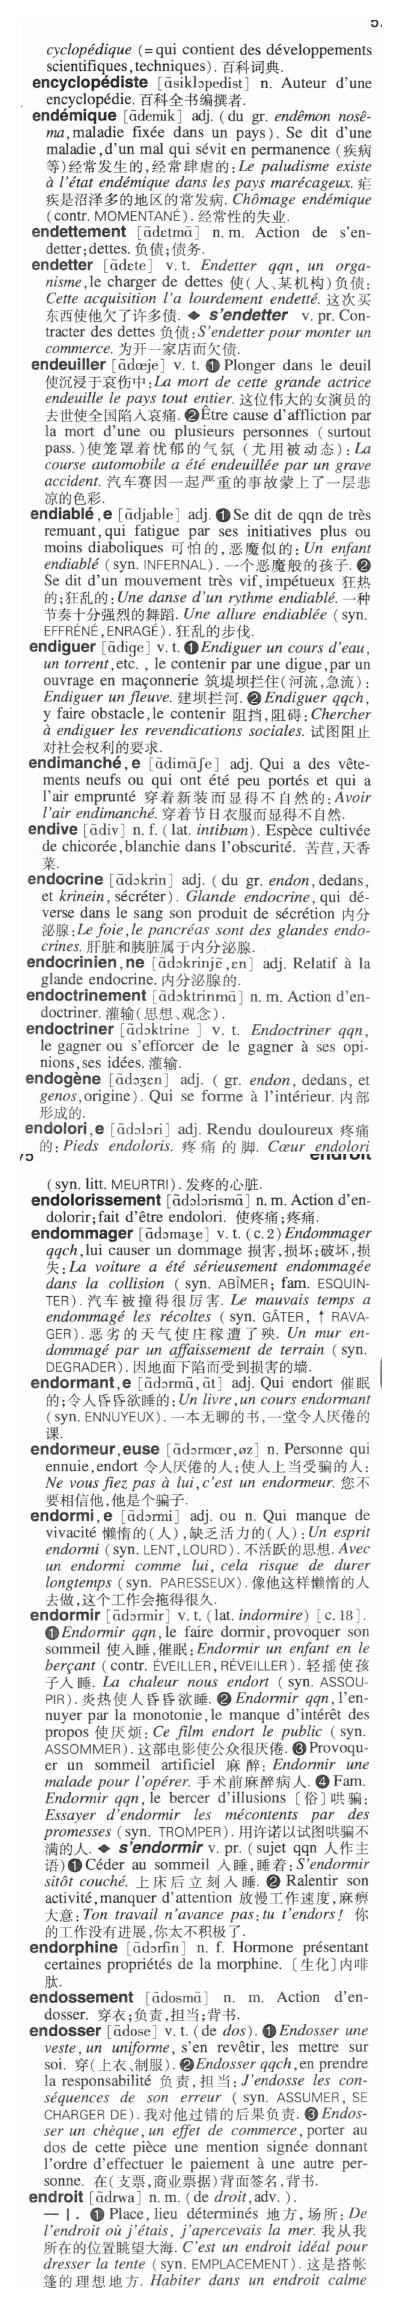 5
cyclopédique (=qui contient des développements
scientifiques,techniques). 百科词典.
encyclopédiste [ɑ̃siklɔpedist] n. Auteur d'une
encyclopédie. 百科全书编撰者.
endémique [ɑ̃demik] adj. (du gr. endêmon nosê-
ma,maladie fixée dans un pays). Se dit d'une
maladie,d'un mal qui sévit en permanence (疾病
等)经常发生的,经常肆虐的:Le paludisme existe
à l'état endémique dans les pays marécageux. 疟
疾是沼泽多的地区的常发病. Chômage endémique
(contr. MOMENTANÉ). 经常性的失业.
endettement [ɑ̃dɛtmɑ̃] n.m. Action de s'en-
detter;dettes. 负债;债务.
endetter [ɑ̃dɛte] v.t. Endetter qqn, un orga-
nisme,le charger de dettes 使(人、某机构)负债:
Cette acquisition l'a lourdement endetté. 这次买
东西使他欠了许多债. ◆ s'endetter v. pr. Con-
tracter des dettes 负债:S'endetter pour monter un
commerce. 为开一家店而欠债.
endeuiller [ɑ̃dœje] v. t. ❶ Plonger dans le deuil
使沉浸于哀伤中:La mort de cette grande actrice
endeuille le pays tout entier. 这位伟大的女演员的
去世使全国陷入哀痛. ❷Être cause d'affliction par
la mort d'une ou plusieurs personnes (surtout
pass.)使笼罩着忧郁的气氛 (尤用被动态):La
course automobile a été endeuillée par un grave
accident. 汽车赛因一起严重的事故蒙上了一层悲
凉的色彩.
endiablé,e [ɑ̃djable] adj. ❶Se dit de qqn de très
remuant,qui fatigue par ses initiatives plus ou
moins diaboliques 可怕的,恶魔似的: Un enfant
endiablé (syn. INFERNAL). 一个恶魔般的孩子. ❷
Se dit d'un mouvement très vif,impétueux 狂热
的;狂乱的:Une danse d'un rythme endiablé. 一种
节奏十分强烈的舞蹈. Une allure endiablée (syn.
EFFRÉNÉ,ENRAGÉ). 狂乱的步伐.
endiguer [ɑ̃dige] v.t. ❶Endiguer un cours d'eau,
un torrent,etc. , le contenir par une digue,par un
ouvrage en maçonnerie 筑堤坝拦住(河流,急流):
Endiguer un fleuve. 建坝拦河. ❷Endiguer qqch,
y faire obstacle,le contenir 阻挡,阻碍:Chercher
à endiguer les revendications sociales. 试图阻止
对社会权利的要求.
endimanché,e [ɑ̃dimɑ̃ʃe] adj. Qui a des vête-
ments neufs ou qui ont été peu portés et qui a
l'air emprunté 穿着新装而显得不自然的:Avoir
l'air endimanché. 穿着节日衣服而显得不自然.
endive [ɑ̃div] n. f. (lat. intibum). Espèce cultivée
de chicorée,blanchie dans l'obscurité. 苦苣,天香
菜.
endocrine [ɑ̃dɔkrin] adj. (du gr. endon,dedans,
et krinein, sécréter). Glande endocrine, qui dé-
verse dans le sang son produit de sécrétion 内分
泌腺:Le foie,le pancréas sont des glandes endo-
crines. 肝脏和胰脏属于内分泌腺.
endocrinien,ne [ɑ̃dɔkrinjɛ̃,ɛn] adj. Relatif à la
glande endocrine. 内分泌腺的.
endoctrinement [ɑ̃dɔktrinmɑ̃] n.m. Action d'en-
doctriner. 灌输(思想、观念).
endoctriner [ɑ̃dɔktrine ] v. t. Endoctriner qqn,
le gagner ou s'efforcer de le gagner à ses opi-
nions,ses idées. 灌输.
endogène [ɑ̃dɔʒɛn] adj. ( gr. endon, dedans, et
genos,origine). Qui se forme à l'intérieur. 内部
形成的.
endolori,e [ɑ̃dɔlɔri] adj. Rendu douloureux 疼痛
的: Pieds endoloris. 疼痛的脚. Cœur endolori
75
endroit
(syn. litt. MEURTRI). 发疼的心脏.
endolorissement [ɑ̃dɔlɔrismɑ̃] n.m. Action d'en-
dolorir;fait d'être endolori. 使疼痛;疼痛.
endommager [ɑ̃dɔmaʒe] v. t. (c.2) Endommager
qqch,lui causer un dommage 损害,损坏;破坏,损
失:La voiture a été sérieusement endommagée
dans la collision ( syn. ABÎMER; fam. ESQUIN-
TER). 汽车被撞得很厉害. Le mauvais temps a
endommagé les récoltes (syn. GÂTER, ↑ RAVA-
GER). 恶劣的天气使庄稼遭了殃. Un mur en-
dommagé par un affaissement de terrain (syn.
DEGRADER). 因地面下陷而受到损害的墙.
endormant,e [ɑ̃dɔrmɑ̃,ɑ̃t] adj. Qui endort 催眠
的;令人昏昏欲睡的:Un livre,un cours endormant
(syn. ENNUYEUX). 一本无聊的书,一堂令人厌倦的
课.
endormeur,euse [ɑ̃dɔrmœr,øz] n. Personne qui
ennuie,endort 令人厌倦的人;使人上当受骗的人:
Ne vous fiez pas à lui,c'est un endormeur. 您不
要相信他,他是个骗子.
endormi,e [ɑ̃dɔrmi] adj. ou n. Qui manque de
vivacité 懒惰的(人),缺乏活力的(人):Un esprit
endormi (syn. LENT,LOURD). 不活跃的思想. Avec
un endormi comme lui, cela risque de durer
longtemps (syn. PARESSEUX). 像他这样懒惰的人
去做,这个工作会拖得很久.
endormir [ɑ̃dɔrmir] v. t. (lat. indormire) [c. 18].
❶Endormir qqn,le faire dormir,provoquer son
sommeil 使入睡,催眠:Endormir un enfant en le
berçant (contr. ÉVEILLER,RÉVEILLER). 轻摇使孩
子入睡. La chaleur nous endort ( syn. ASSOU-
PIR). 炎热使人昏昏欲睡. ❷ Endormir qqn,l'en-
nuyer par la monotonie,le manque d'intérêt des
propos 使厌烦: Ce film endort le public ( syn.
ASSOMMER). 这部电影使公众很厌倦. ❸Provoqu-
er un sommeil artificiel 麻醉: Endormir une
malade pour l'opérer. 手术前麻醉病人. ❹ Fam.
Endormir qqn, le bercer d'illusions 〔俗〕哄骗:
Essayer d'endormir les mécontents par des
promesses (syn. TROMPER). 用许诺以试图哄骗不
满的人. ◆ s'endormir v. pr. (sujet qqn 人作主
语)❶Céder au sommeil 入睡,睡着:S'endormir
sitôt couché. 上床后立刻入睡. ❷ Ralentir son
activité,manquer d'attention 放慢工作速度,麻痹
大意:Ton travail n'avance pas:tu t'endors! 你
的工作没有进展,你太不积极了.
endorphine [ɑ̃dɔrfin] n. f. Hormone présentant
certaines propriétés de la morphine. 〔生化〕内啡
肽.
endossement [ɑ̃dosmɑ̃] n. m. Action d'en-
dosser. 穿衣;负责,担当;背书.
endosser [ɑ̃dose] v. t. (de dos). ❶Endosser une
veste, un uniforme, s'en revêtir, les mettre sur
soi. 穿(上衣、制服). ❷Endosser qqch,en prendre
la responsabilité 负责,担当:J'endosse les con-
séquences de son erreur ( syn. ASSUMER, SE
CHARGER DE). 我对他过错的后果负责. ❸Endos-
ser un chèque,un effet de commerce,porter au
dos de cette pièce une mention signée donnant
l'ordre d'effectuer le paiement à une autre per-
sonne. 在(支票,商业票据)背面签名,背书.
endroit [ɑ̃drwa] n. m. (de droit,adv. ).
— I. ❶ Place, lieu déterminés 地方,场所:De
l'endroit où j'étais, j'apercevais la mer. 我从我
所在的位置眺望大海. C'est un endroit idéal pour
dresser la tente (syn. EMPLACEMENT). 这是搭帐
篷的理想地方. Habiter dans un endroit calme